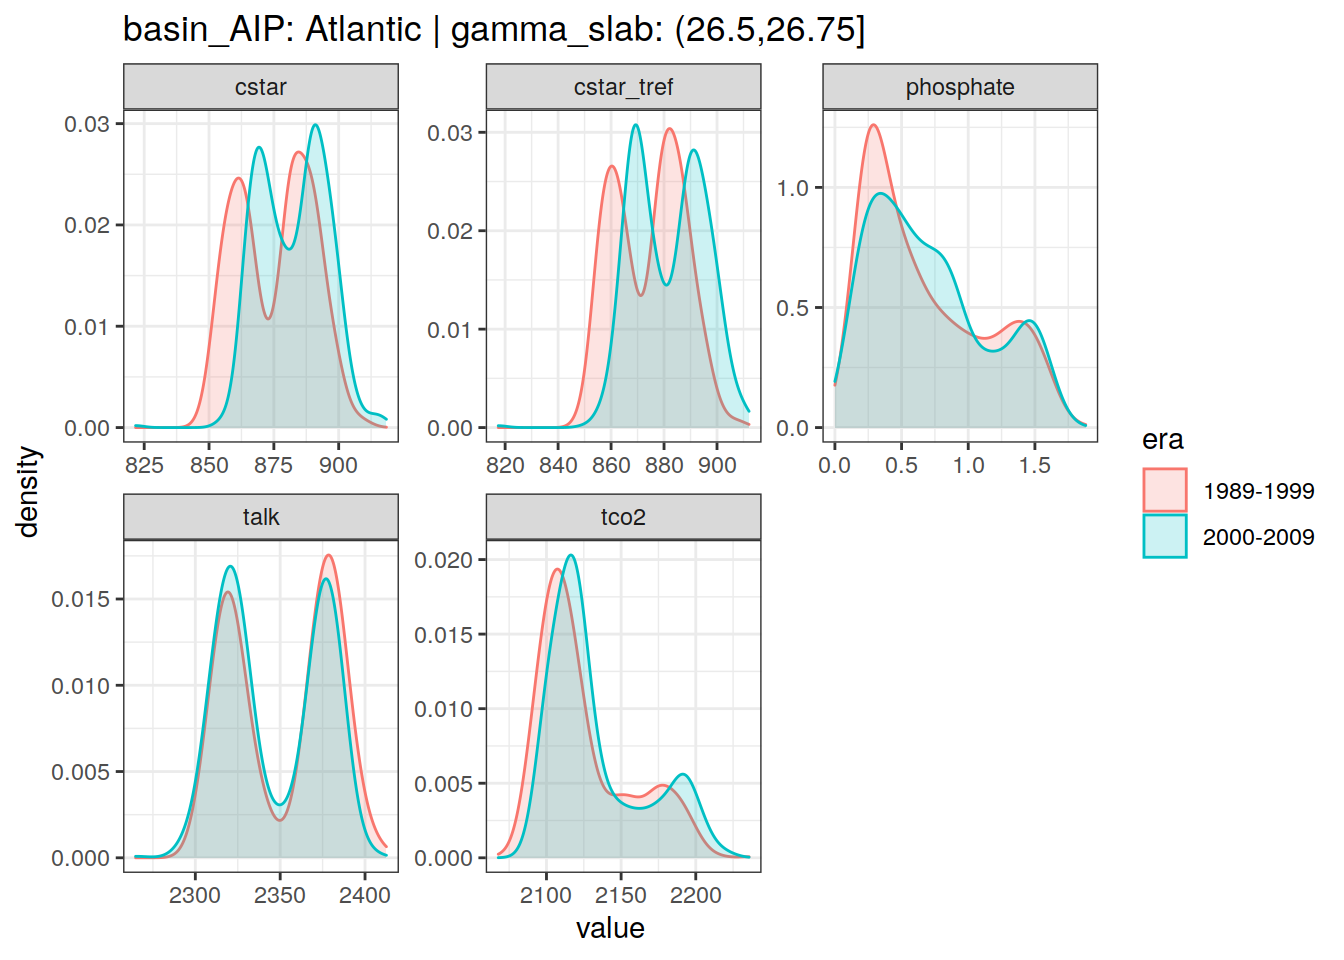 basin_AIP: Atlantic | gamma_slab: (26.5,26.75]
cstar
cstar_tref
phosphate
0.03
0.02
0.01
0.00
825 850 875 900
0.03
0.02
0.01
0.00
820 840 860 880 900
1.0
0.5
0.0
0.0 0.5 1.0 1.5
density
talk
tco2
0.015
0.010
0.005
0.000
2300 2350 2400
0.020
0.015
0.010
0.005
0.000
2100 2150 2200
value
era
1989-1999
2000-2009